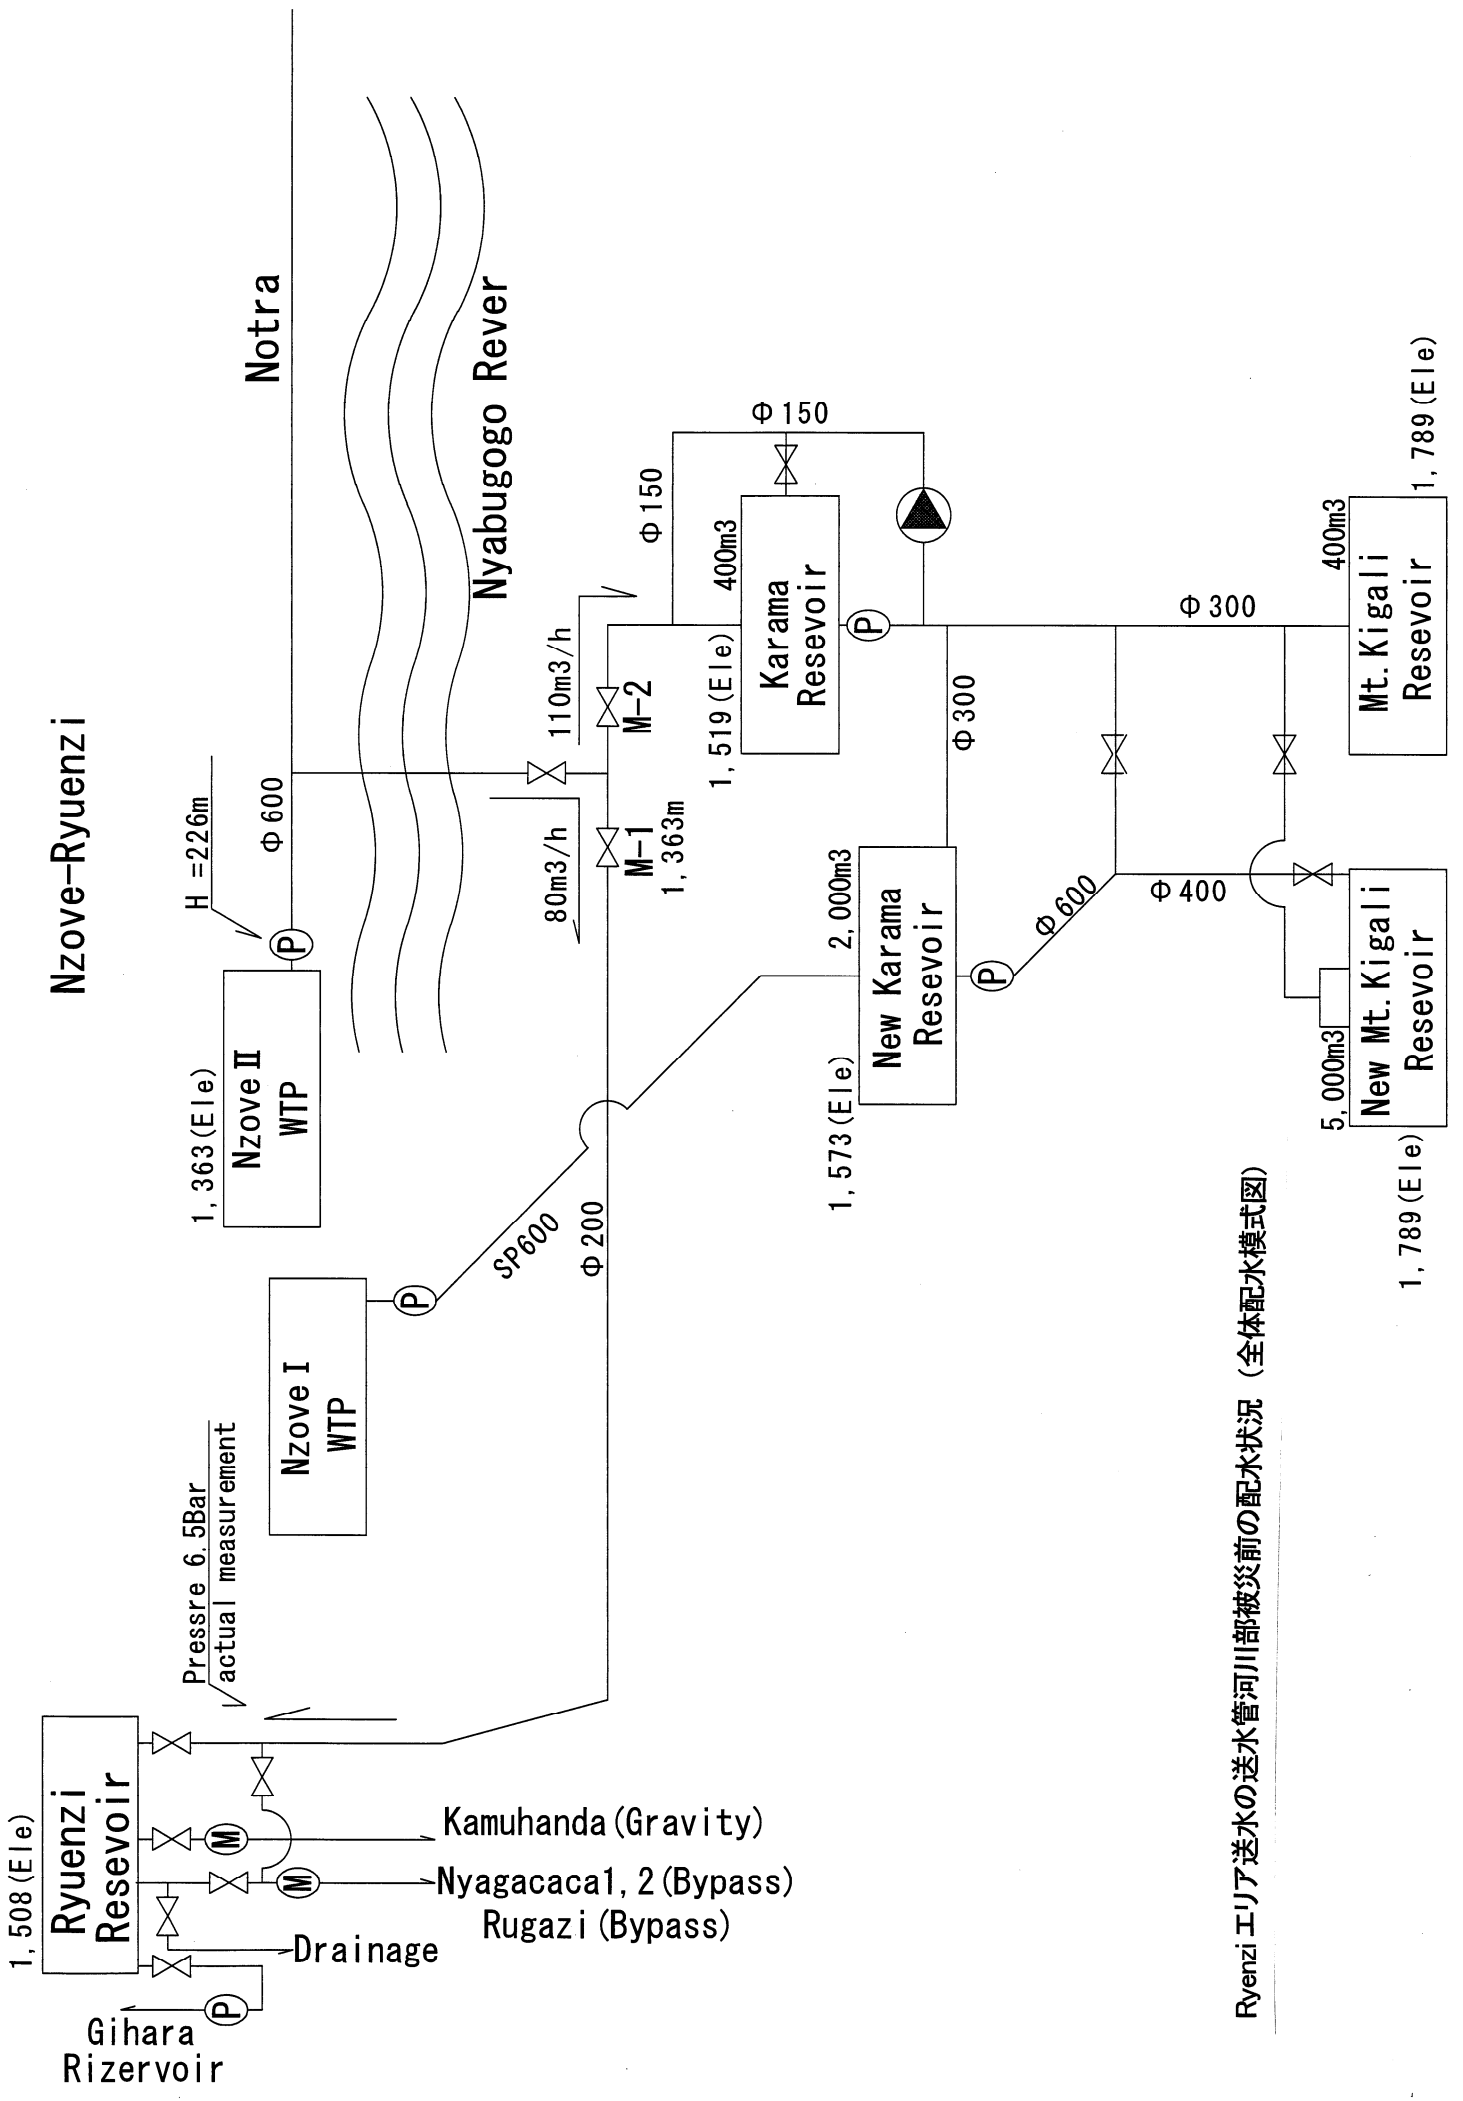 Nzove-Ryuenzi
1,508(Ele)
Ryuenzi
Resevoir
Gihara
Rizervoir
P
Drainage
M
Nyagacaca1,2(Bypass)
Rugazi(Bypass)
M
Kamuhanda(Gravity)
Pressre 6.5Bar
actual measurement
NzoveⅠ
WTP
P
SP600
Φ200
1,363(Ele)
NzoveⅡ
WTP
P
H =226m
Φ600
Notra
Nyabugogo Rever
80m3/h
110m3/h
M-1
1,363m
M-2
Φ150
Φ150
1,519(Ele)
400m3
Karama
Resevoir
P
1,573(Ele)
2,000m3
New Karama
Resevoir
Φ300
P
Φ600
Φ400
Φ300
5,000m3
New Mt.Kigali
Resevoir
1,789(Ele)
400m3
Mt.Kigali
Resevoir
1,789(Ele)
Ryenzi エリア送水の送水管河川部被災前の配水状況 (全体配水模式図)